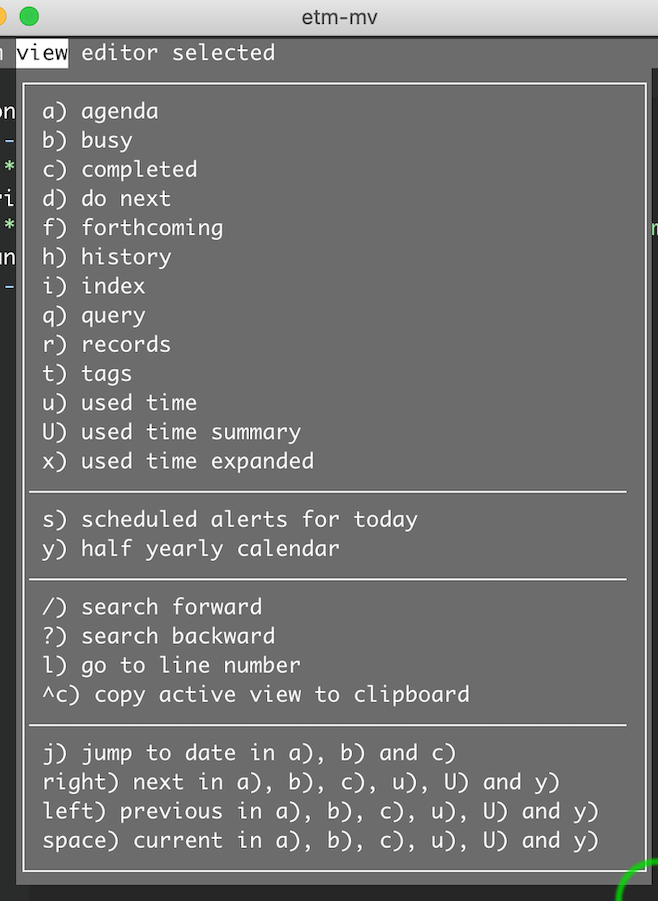 etm-mv
view editor selected
a) agenda
b) busy
c) completed
d) do next
f) forthcoming
h) history
i) index
q) query
r) records
t) tags
u) used time
U) used time summary
x) used time expanded
s) scheduled alerts for today
y) half yearly calendar
/) search forward
?) search backward
l) go to line number
^c) copy active view to clipboard
j) jump to date in a), b) and c)
right) next in a), b), c), u), U) and y)
left) previous in a), b), c), u), U) and y)
space) current in a), b), c), u), U) and y)